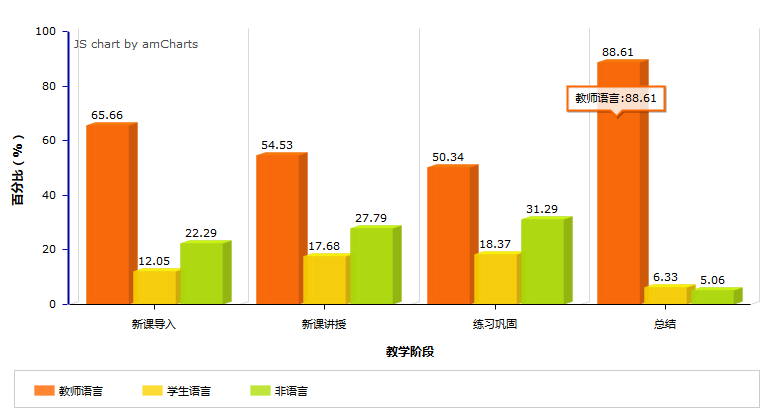 JS chart by amCharts
百分比 ( % )
100
80
60
40
20
0
65.66
12.05
22.29
54.53
17.68
27.79
50.34
18.37
31.29
88.61
教师语言:88.61
6.33
5.06
新课导入
新课讲授
练习巩固
总结
教学阶段
教师语言
学生语言
非语言